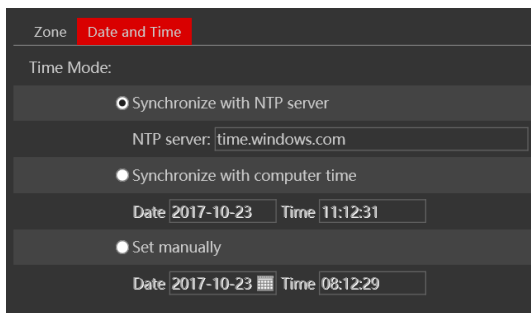 Zone Date and Time
Time Mode:
Synchronize with NTP server
NTP server: time.windows.com
Synchronize with computer time
Date 2017-10-23 Time 11:12:31
Set manually
Date 2017-10-23 Time 08:12:29